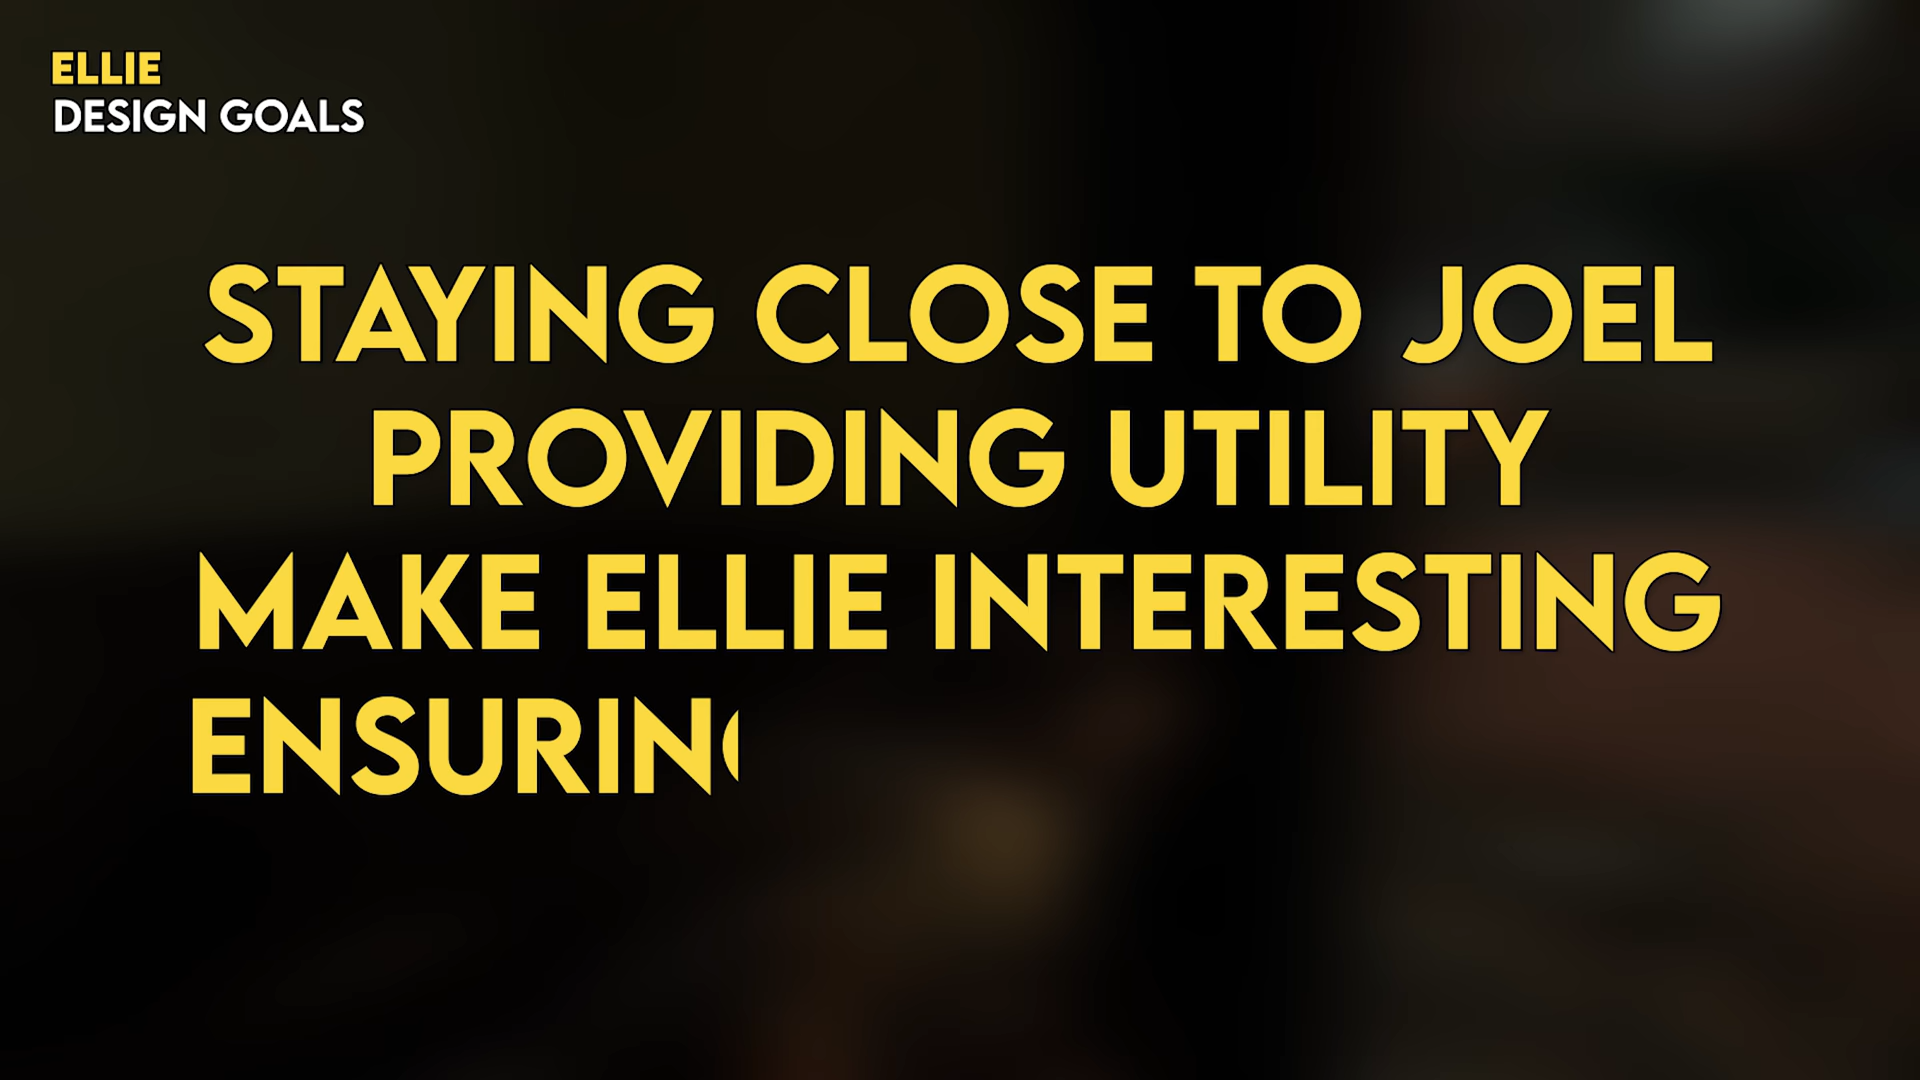 ELLIE
DESIGN GOALS
STAYING CLOSE TO JOEL
PROVIDING UTILITY
MAKE ELLIE INTERESTING
ENSURIN